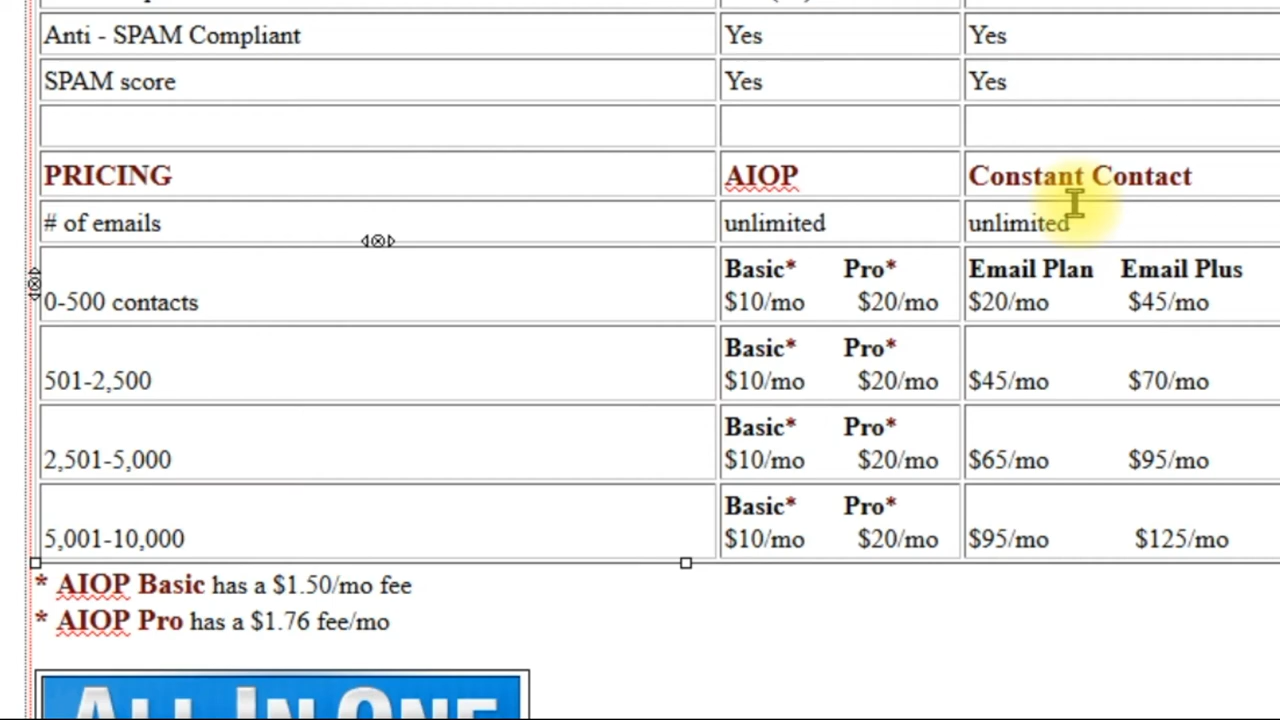 Anti - SPAM Compliant Yes Yes
SPAM score Yes Yes
PRICING AIOP Constant Contact
# of emails unlimited unlimited
Basic* Pro* Email Plan Email Plus
0-500 contacts $10/mo $20/mo $20/mo $45/mo
Basic* Pro*
501-2,500 $10/mo $20/mo $45/mo $70/mo
Basic* Pro*
2,501-5,000 $10/mo $20/mo $65/mo $95/mo
Basic* Pro*
5,001-10,000 $10/mo $20/mo $95/mo $125/mo
* AIOP Basic has a $1.50/mo fee
* AIOP Pro has a $1.76 fee/mo
ALL IN ONE